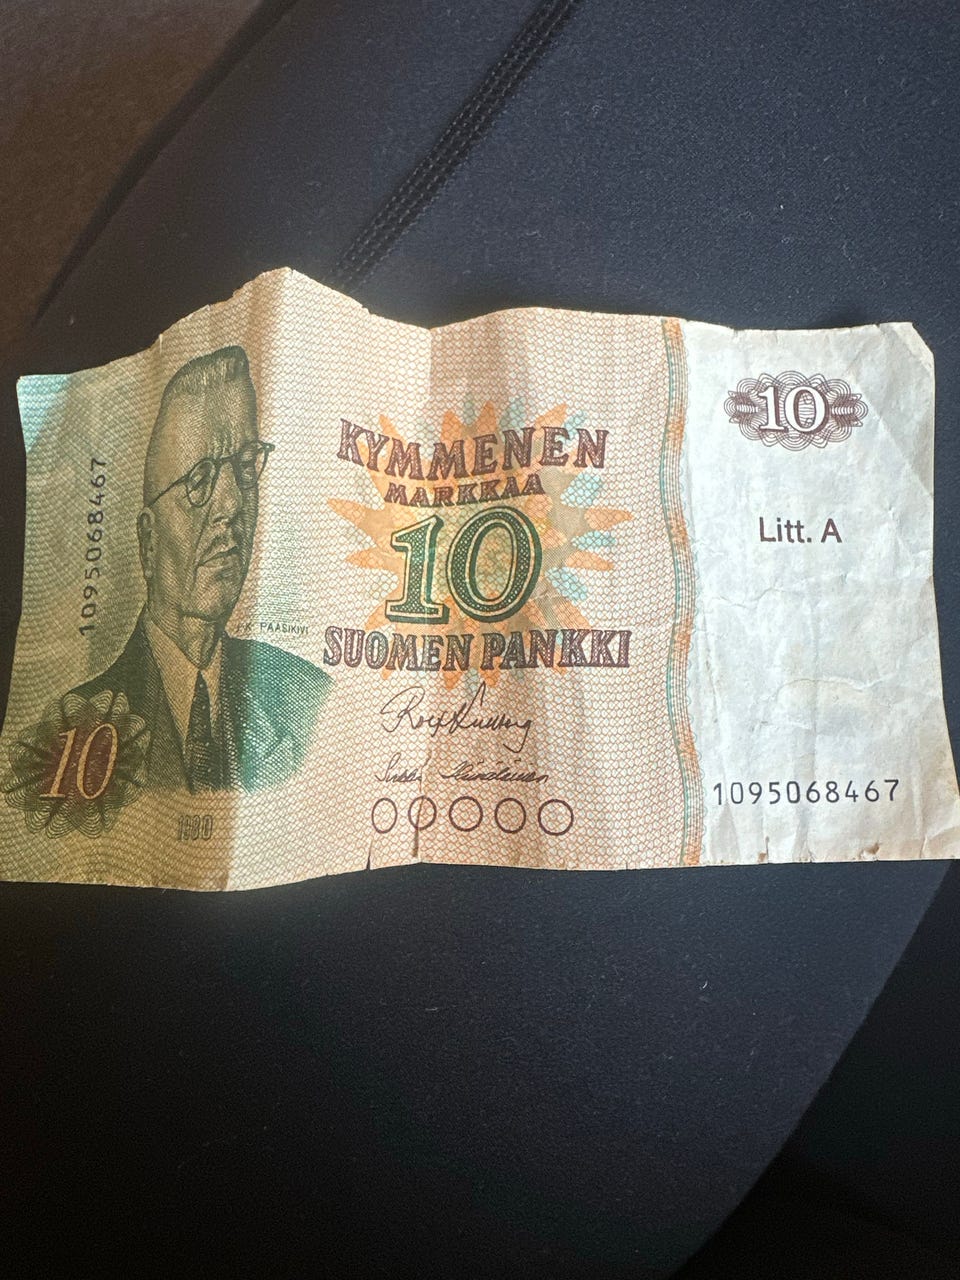 1095068467
J.K. PAASIKIVI
10
1980
KYMMENEN
MARKKAA
10
SUOMEN PANKKI
10
Litt. A
1095068467